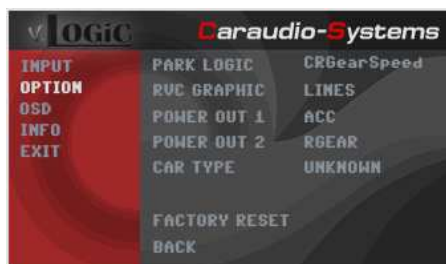 v LOGiC Caraudio-Systems
INPUT PARK LOGIC CRGearSpeed
OPTION RVC GRAPHIC LINES
OSD POWER OUT 1 ACC
INFO POWER OUT 2 RGEAR
EXIT CAR TYPE UNKNOWN
FACTORY RESET
BACK